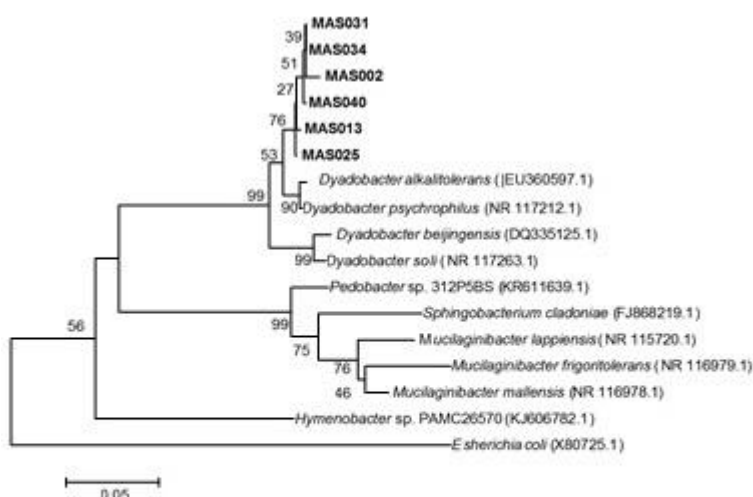 39
MAS031
MAS034
51
MAS002
27
MAS040
76
MAS013
53
MAS025
99
Dyadobacter alkalitolerans (|EU360597.1)
90
Dyadobacter psychrophilus (NR 117212.1)
Dyadobacter beijingensis (DQ335125.1)
99
Dyadobacter soli ( NR 117263.1)
Pedobacter sp. 312P5BS (KR611639.1)
99
Sphingobacterium cladoniae (FJ868219.1)
56
75
Mucilaginibacter lappiensis ( NR 115720.1)
76
Mucilaginibacter frigoritolerans ( NR 116979.1)
46
Mucilaginibacter mallensis (NR 116978.1)
Hymenobacter sp. PAMC26570 (KJ606782.1)
Esherichia coli (X80725.1)
0.05